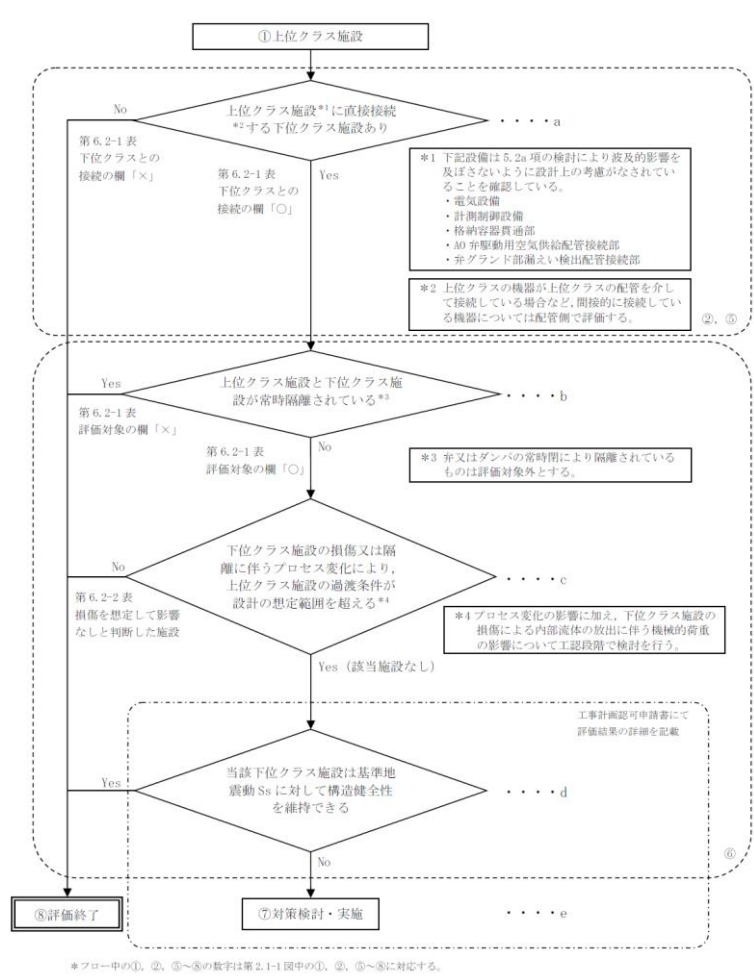 ①上位クラス施設
上位クラス施設*1に直接接続
*2する下位クラス施設あり
・・・・a
No
第 6.2-1 表
下位クラスとの
接続の欄「×」
第 6.2-1 表
下位クラスとの
接続の欄「○」
Yes
*1 下記設備は 5.2a 項の検討により波及的影響を
及ぼさないように設計上の考慮がなされてい
ることを確認している。
・電気設備
・計測制御設備
・格納容器貫通部
・AO 弁駆動用空気供給配管接続部
・弁グランド部漏えい検出配管接続部
*2 上位クラスの機器が上位クラスの配管を介し
て接続している場合など,間接的に接続してい
る機器については配管側で評価する。
②,⑤
上位クラス施設と下位クラス施
設が常時隔離されている*3
・・・・b
Yes
第 6.2-1 表
評価対象の欄「×」
第 6.2-1 表
評価対象の欄「○」
No
*3 弁又はダンパの常時閉により隔離されている
ものは評価対象外とする。
下位クラス施設の損傷又は隔
離に伴うプロセス変化により,
上位クラス施設の過渡条件が
設計の想定範囲を超える*4
・・・・c
No
第 6.2-2 表
損傷を想定して影響
なしと判断した施設
*4 プロセス変化の影響に加え,下位クラス施設の
損傷による内部流体の放出に伴う機械的荷重
の影響について工認段階で検討を行う。
Yes(該当施設なし)
工事計画認可申請書にて
評価結果の詳細を記載
当該下位クラス施設は基準地
震動 Ss に対して構造健全性
を維持できる
・・・・d
Yes
No
⑥
⑧評価終了
⑦対策検討・実施
・・・・e
*フロー中の①,②,⑤~⑧の数字は第 2.1-1 図中の①,②,⑤~⑧に対応する。